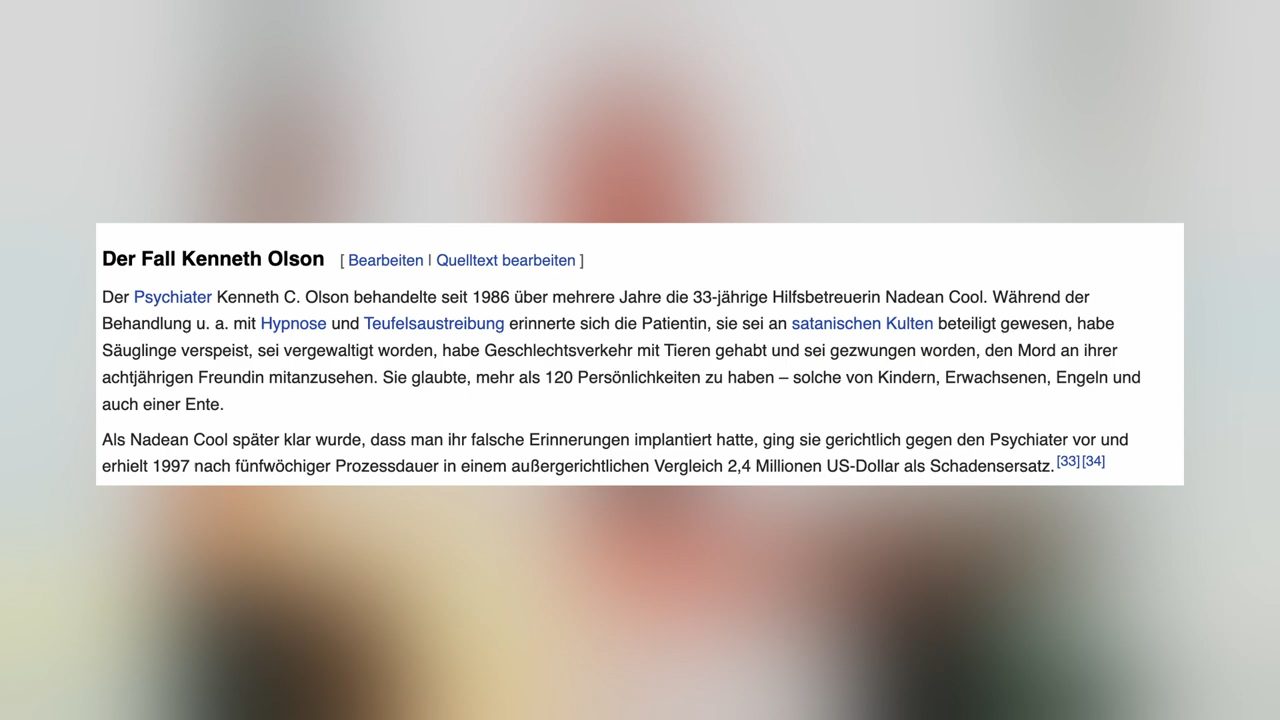 Der Fall Kenneth Olson [ Bearbeiten | Quelltext bearbeiten ]
Der Psychiater Kenneth C. Olson behandelte seit 1986 über mehrere Jahre die 33-jährige Hilfsbetreuerin Nadean Cool. Während der
Behandlung u. a. mit Hypnose und Teufelsaustreibung erinnerte sich die Patientin, sie sei an satanischen Kulten beteiligt gewesen, habe
Säuglinge verspeist, sei vergewaltigt worden, habe Geschlechtsverkehr mit Tieren gehabt und sei gezwungen worden, den Mord an ihrer
achtjährigen Freundin mitanzusehen. Sie glaubte, mehr als 120 Persönlichkeiten zu haben – solche von Kindern, Erwachsenen, Engeln und
auch einer Ente.
Als Nadean Cool später klar wurde, dass man ihr falsche Erinnerungen implantiert hatte, ging sie gerichtlich gegen den Psychiater vor und
erhielt 1997 nach fünfwöchiger Prozessdauer in einem außergerichtlichen Vergleich 2,4 Millionen US-Dollar als Schadensersatz.[33][34]